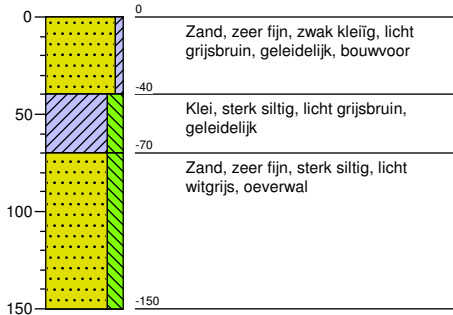 0
0
Zand, zeer fijn, zwak kleiïg, licht
grijsbruin, geleidelijk, bouwvoor
-40
50
Klei, sterk siltig, licht grijsbruin,
geleidelijk
-70
Zand, zeer fijn, sterk siltig, licht
witgrijs, oeverwal
100
150
-150